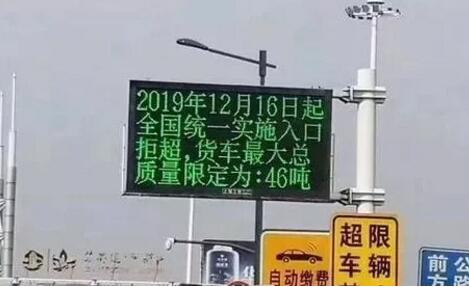 2019年12月16日起
全国统一实施入口
拒超,货车最大总
质量限定为:46吨
自动缴费
限辆
超车
前公
方路